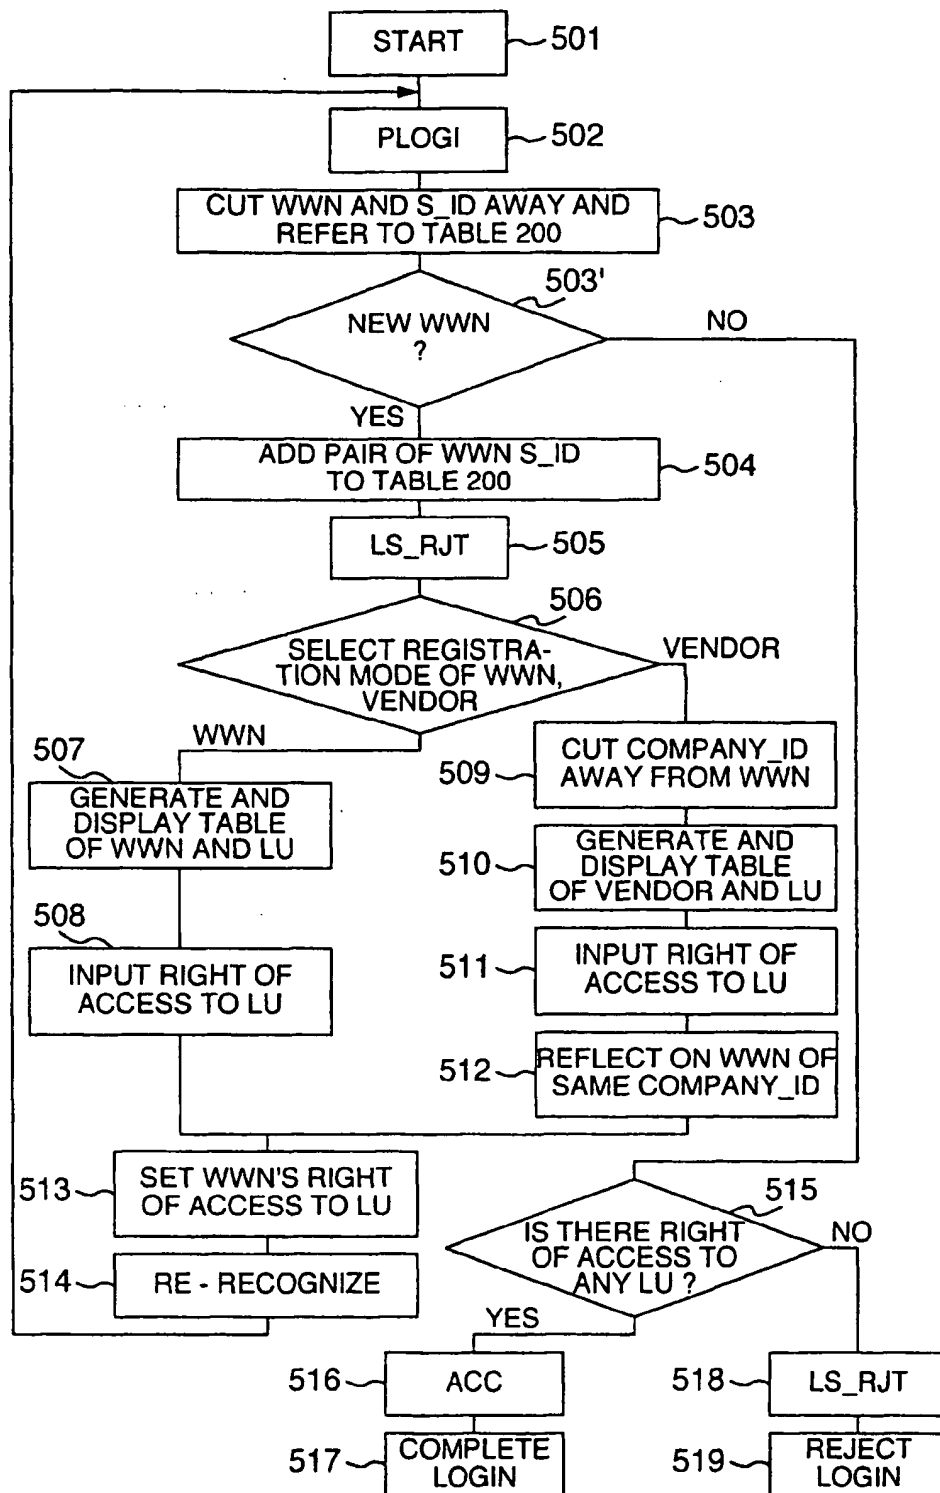 START
501
PLOGI
502
CUT WWN AND S_ID AWAY AND
REFER TO TABLE 200
503
503'
NEW WWN
?
NO
YES
ADD PAIR OF WWN S_ID
TO TABLE 200
504
LS_RJT
505
506
SELECT REGISTRA-
TION MODE OF WWN,
VENDOR
VENDOR
WWN
507
GENERATE AND
DISPLAY TABLE
OF WWN AND LU
508
INPUT RIGHT OF
ACCESS TO LU
509
CUT COMPANY_ID
AWAY FROM WWN
510
GENERATE AND
DISPLAY TABLE
OF VENDOR AND LU
511
INPUT RIGHT OF
ACCESS TO LU
512
REFLECT ON WWN OF
SAME COMPANY_ID
513
SET WWN'S RIGHT
OF ACCESS TO LU
514
RE - RECOGNIZE
515
IS THERE RIGHT
OF ACCESS TO
ANY LU ?
NO
YES
516
ACC
517
COMPLETE
LOGIN
518
LS_RJT
519
REJECT
LOGIN